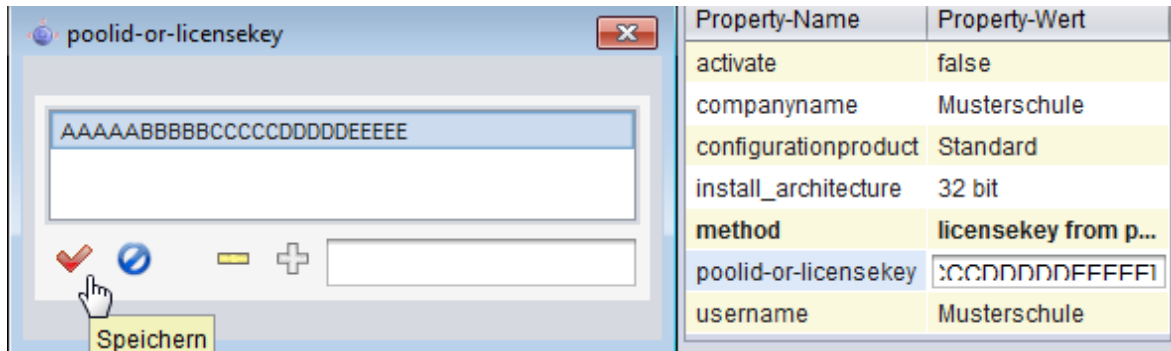 poolid-or-licensekey
AAAAABBBBBCCCCCDDDDDEEEEE
Speichern
Property-Name Property-Wert
activate false
companyname Musterschule
configurationproduct Standard
install_architecture 32 bit
method licensekey from p...
poolid-or-licensekey CCCDDDDDEEEEE]
username Musterschule